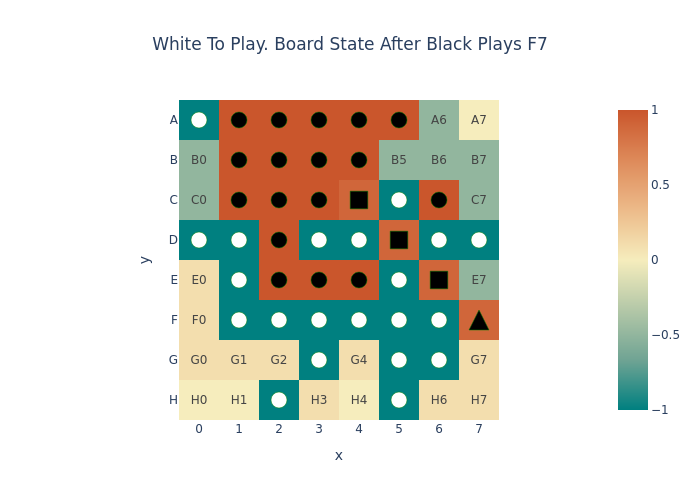 White To Play. Board State After Black Plays F7
A A6 A7
B B0 B5 B6 B7
C C0 C7
D
E E0 E7
F F0
G G0 G1 G2 G4 G7
H H0 H1 H3 H4 H6 H7
0 1 2 3 4 5 6 7
x
y
1
0.5
0
−0.5
−1